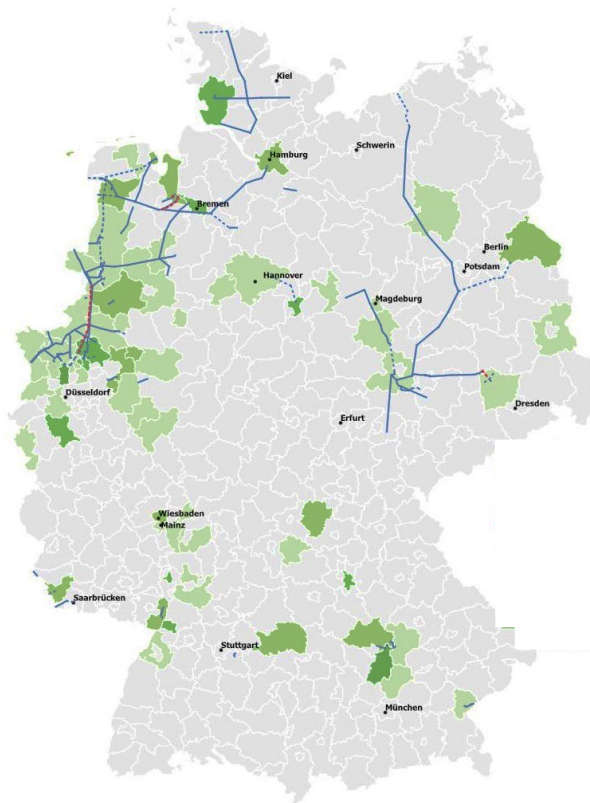 Kiel
Schwerin
Hamburg
Bremen
Berlin
Potsdam
Hannover
Magdeburg
Düsseldorf
Dresden
Erfurt
Wiesbaden
Mainz
Saarbrücken
Stuttgart
München